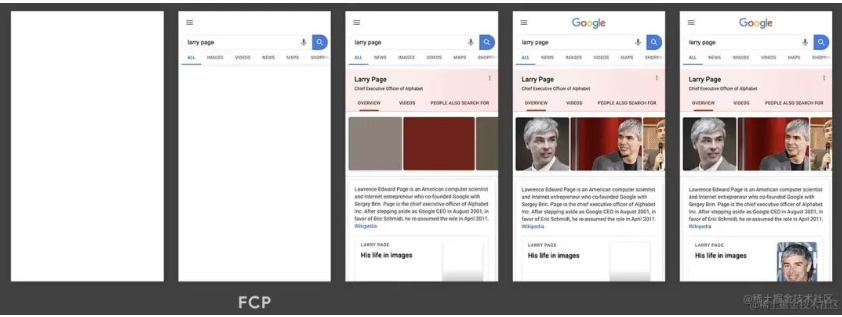 larry page
ALL IMAGES VIDEOS NEWS MAPS SHOPP
larry page
ALL IMAGES VIDEOS NEWS MAPS SHOPP
Larry Page
Chief Executive Officer of Alphabet
OVERVIEW VIDEOS PEOPLE ALSO SEARCH FOR
Lawrence Edward Page is an American computer scientist
and Internet entrepreneur who co-founded Google with
Sergey Brin. Page is the chief executive officer of Alphabet
Inc. After stepping aside as Google CEO in August 2001, in
favor of Eric Schmidt, he re-assumed the role in April 2011.
Wikipedia
LARRY PAGE
His life in images
Google
larry page
ALL IMAGES VIDEOS NEWS MAPS SHOPP
Larry Page
Chief Executive Officer of Alphabet
OVERVIEW VIDEOS PEOPLE ALSO SEARCH FOR
Lawrence Edward Page is an American computer scientist
and Internet entrepreneur who co-founded Google with
Sergey Brin. Page is the chief executive officer of Alphabet
Inc. After stepping aside as Google CEO in August 2001, in
favor of Eric Schmidt, he re-assumed the role in April 2011.
Wikipedia
LARRY PAGE
His life in images
Google
larry page
ALL IMAGES VIDEOS NEWS MAPS SHOPP
Larry Page
Chief Executive Officer of Alphabet
OVERVIEW VIDEOS PEOPLE ALSO SEARCH FOR
Lawrence Edward Page is an American computer scientist
and Internet entrepreneur who co-founded Google with
Sergey Brin. Page is the chief executive officer of Alphabet
Inc. After stepping aside as Google CEO in August 2001, in
favor of Eric Schmidt, he re-assumed the role in April 2011.
Wikipedia
LARRY PAGE
His life in images
FCP
@稀土掘金技术社区
@稀土掘金技术社区